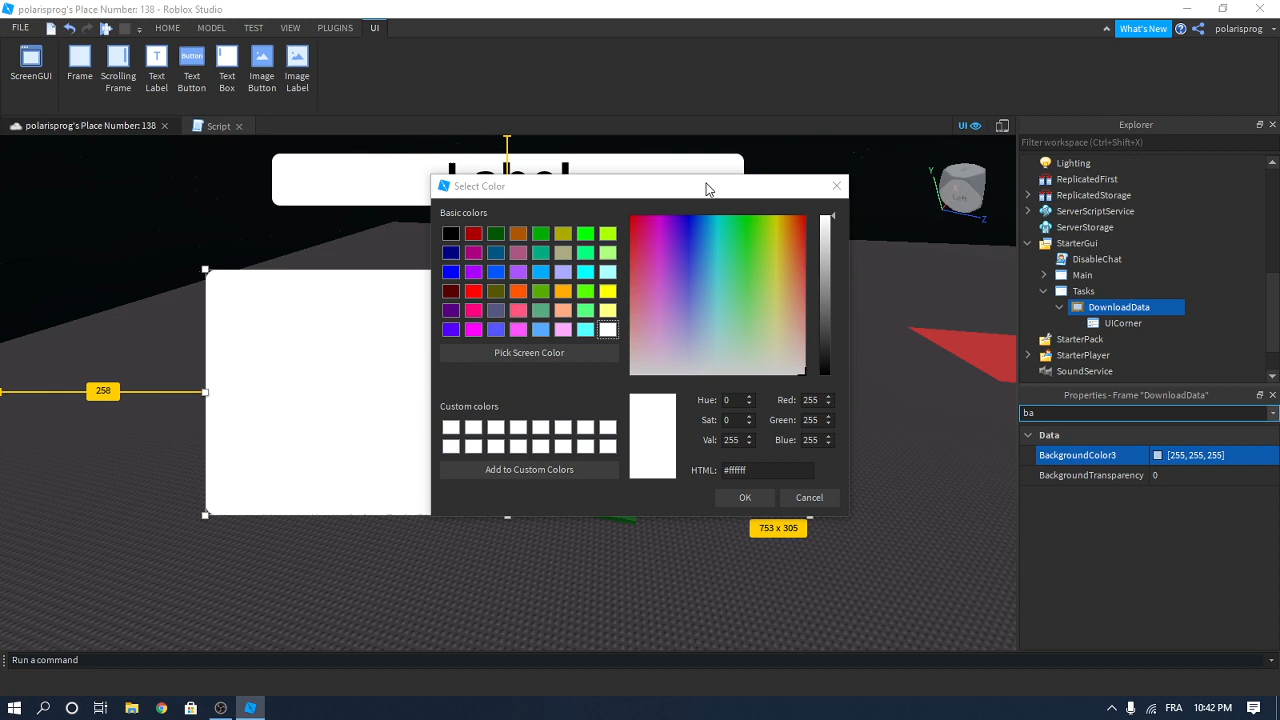 polarisprog's Place Number: 138 - Roblox Studio
FILE HOME MODEL TEST VIEW PLUGINS UI What's New polarisprog
ScreenGUI Frame Scrolling Frame Text Label Text Button Button Text Box Image Button Image Label
polarisprog's Place Number: 138 Script UI
Explorer
Filter workspace (Ctrl+Shift+X)
Lighting
ReplicatedFirst
ReplicatedStorage
ServerScriptService
ServerStorage
StarterGui
DisableChat
Main
Tasks
DownloadData
UICorner
StarterPack
StarterPlayer
SoundService
Left
Y
X
Z
Label
Select Color
Basic colors
Pick Screen Color
Custom colors
Add to Custom Colors
Hue: 0 Red: 255
Sat: 0 Green: 255
Val: 255 Blue: 255
HTML: #ffffff
OK Cancel
258
753 x 305
Properties - Frame "DownloadData"
ba
Data
BackgroundColor3 [255, 255, 255]
BackgroundTransparency 0
Run a command
FRA 10:42 PM